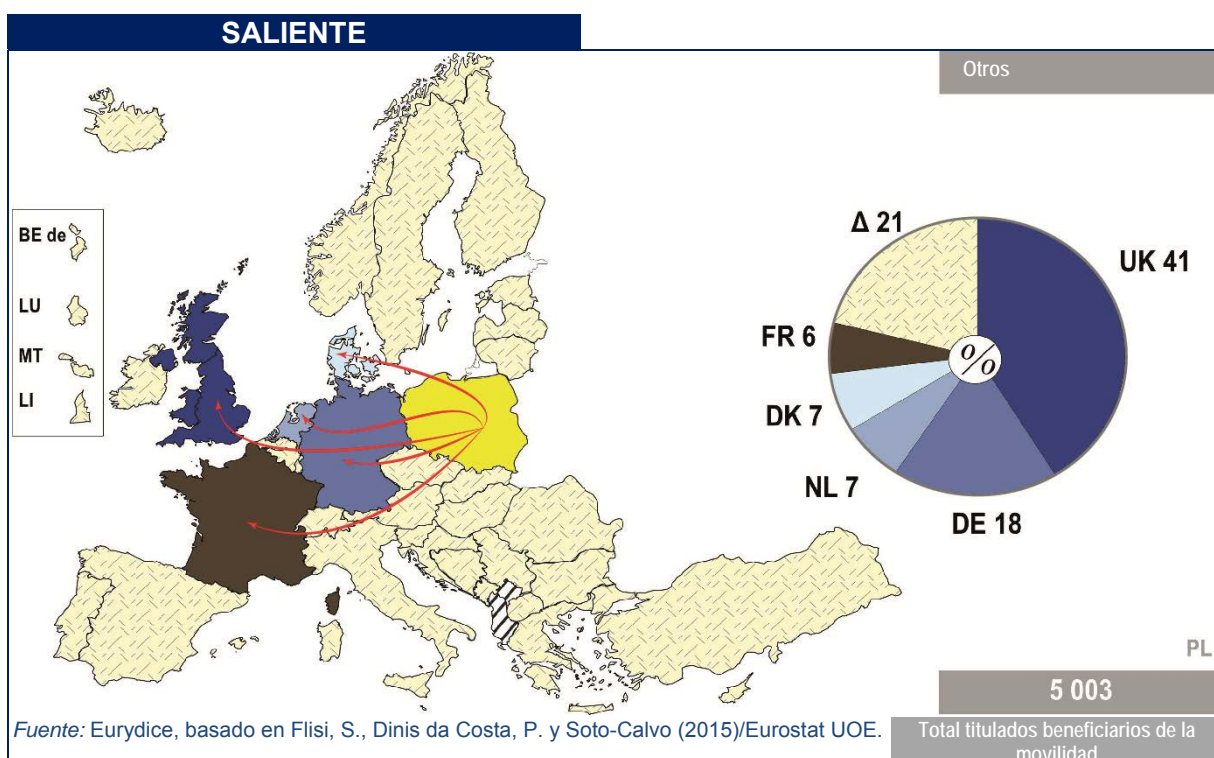 SALIENTE
Otros
BE de
LU
MT
LI
Δ 21
UK 41
FR 6
%
DK 7
NL 7
DE 18
PL
5 003
Fuente: Eurydice, basado en Flisi, S., Dinis da Costa, P. y Soto-Calvo (2015)/Eurostat UOE.
Total titulados beneficiarios de la
movilidad